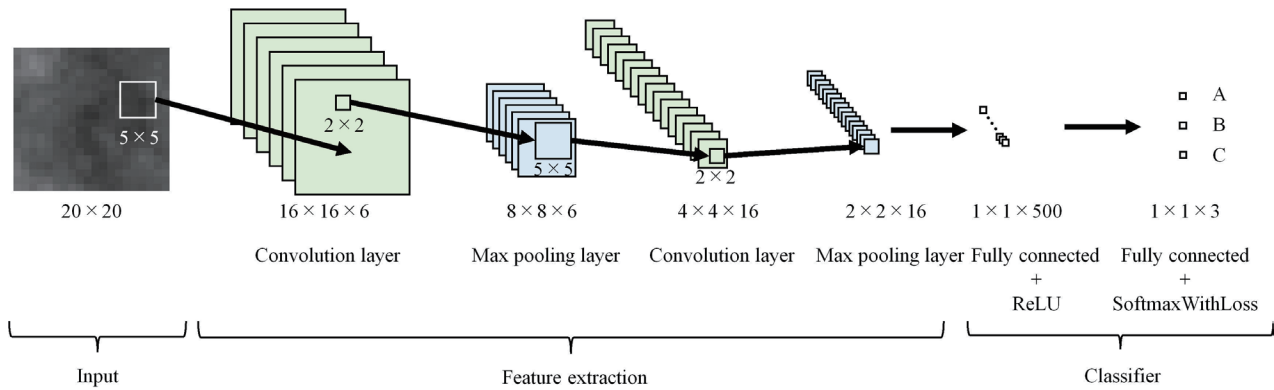 5 × 5
2 × 2
5 × 5
2 × 2
A
B
C
20 × 20
16 × 16 × 6
8 × 8 × 6
4 × 4 × 16
2 × 2 × 16
1 × 1 × 500
1 × 1 × 3
Convolution layer
Max pooling layer
Convolution layer
Max pooling layer
Fully connected
+
ReLU
Fully connected
+
SoftmaxWithLoss
Input
Feature extraction
Classifier